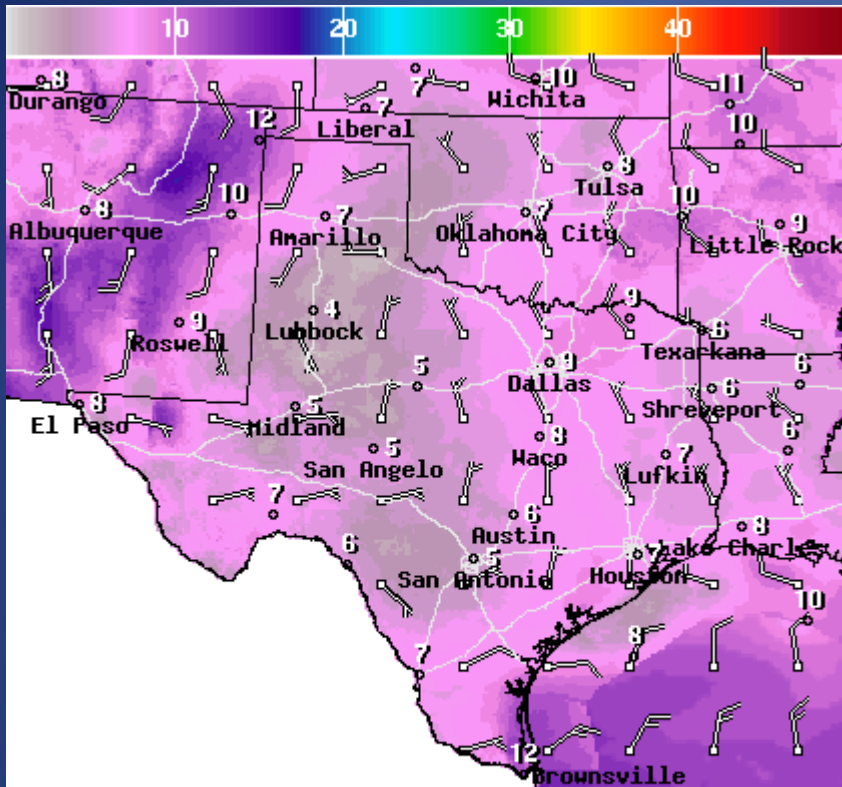 10 20 30 40
8 7 10 11
Durango Wichita
12 7 10
Liberal
8
Tulsa
8 10 7 7 10 9
Albuquerque Amarillo Oklahoma City Little Rock
9 4 9 6
Roswell Lubbock Texarkana
5 9 6 6
Dallas
8 5 Shreveport
El Paso Midland
5 8 7 6
San Angelo Waco Lufkin
7 6 8
Austin
6 5 7 Lake Charles
San Antonio Houston
10
8
7
12
Brownsville